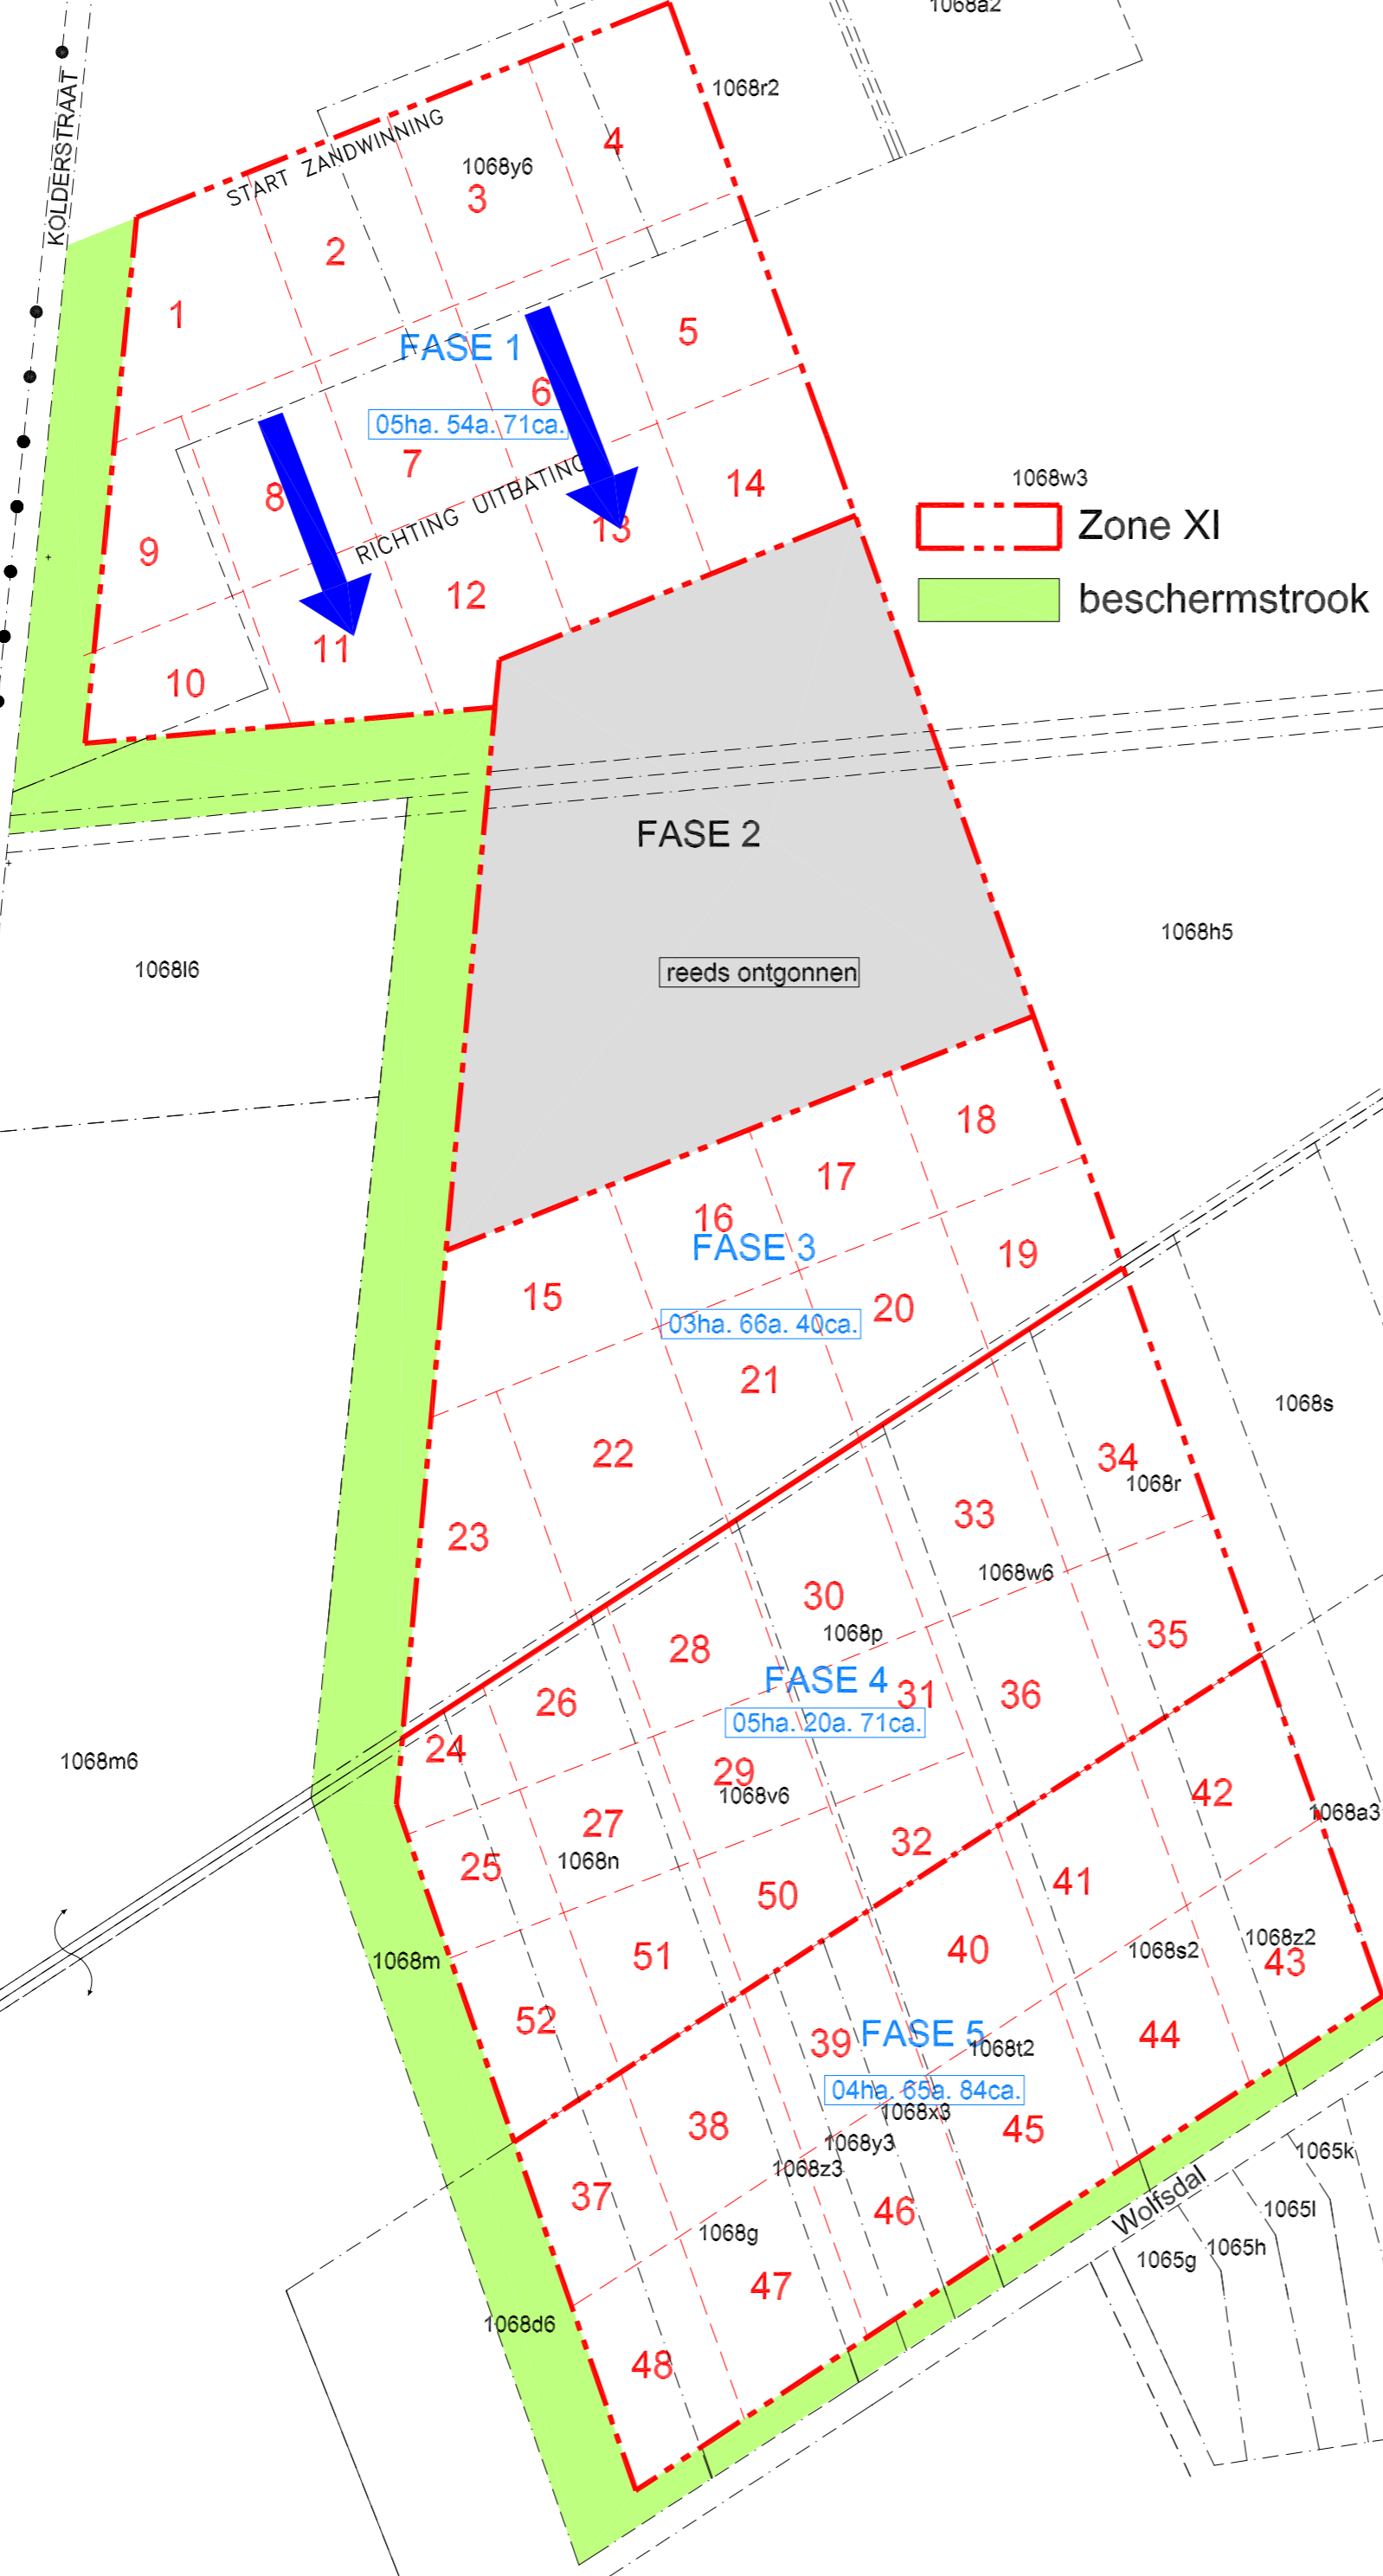 1068a2
KOLDERSTRAAT
1068r2
START ZANDWINNING
4
1068y6
3
2
1
5
FASE 1
6
05ha. 54a. 71ca.
7
8
RICHTING UITBATING
14
13
9
12
11
10
1068w3
Zone XI
beschermstrook
FASE 2
1068h5
1068l6
reeds ontgonnen
18
17
16
FASE 3
19
15
20
03ha. 66a. 40ca.
21
1068s
22
34
1068r
33
23
1068w6
30
1068p
35
28
FASE 4
31
36
26
05ha. 20a. 71ca.
24
1068m6
29
1068v6
42
1068a3
27
32
1068n
25
41
50
1068z2
40
1068s2
51
43
1068m
52
39
FASE 5
44
1068t2
04ha. 65a. 84ca.
1068x3
38
45
1068y3
1065k
1068z3
37
Wolfsdal
46
1065l
1068g
1065h
1065g
47
1068d6
48